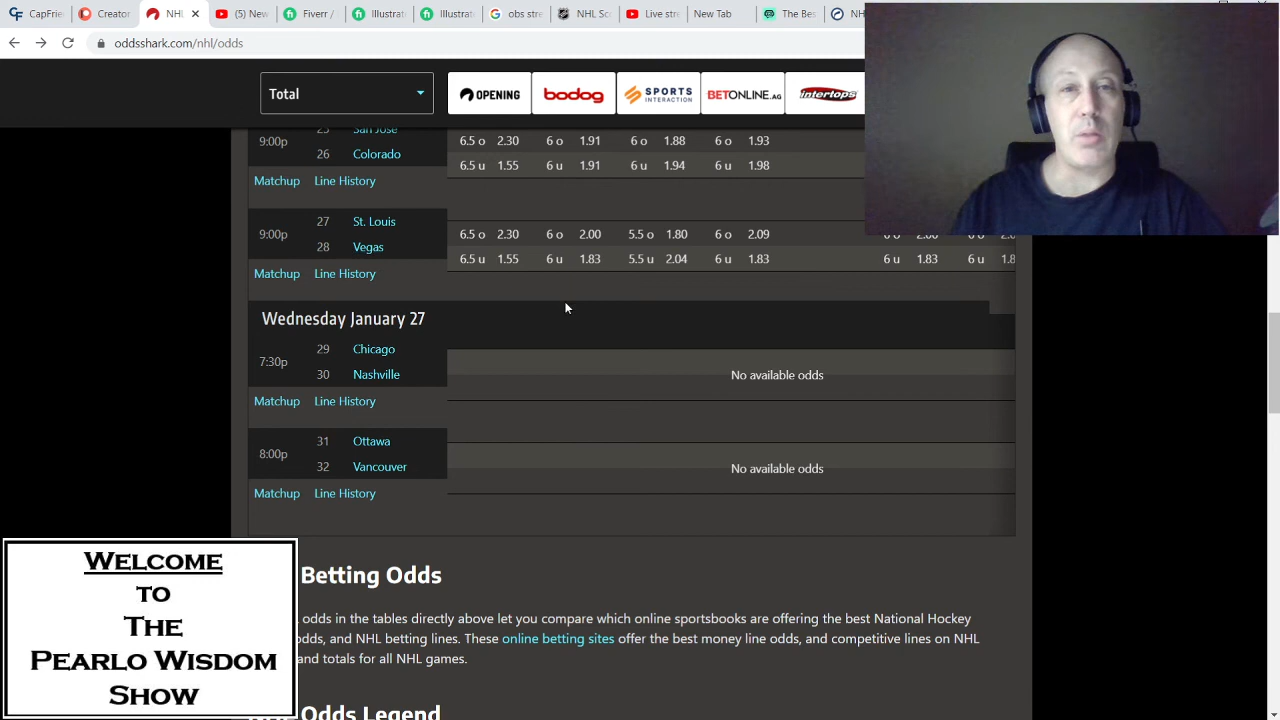 CapFrie
Creator
NHL
(5) New
Fiverr /
Illustrat
Illustrat
obs stre
NHL Sco
Live stre
New Tab
The Bes
NH
oddsshark.com/nhl/odds
Total
OPENING
bodog
SPORTS INTERACTION
BETONLINE.AG
intertops
25 San Jose
9:00p 6.5 o 2.30 6 o 1.91 6 o 1.88 6 o 1.93
26 Colorado
6.5 u 1.55 6 u 1.91 6 u 1.94 6 u 1.98
Matchup Line History
27 St. Louis
9:00p 6.5 o 2.30 6 o 2.00 5.5 o 1.80 6 o 2.09
28 Vegas
6.5 u 1.55 6 u 1.83 5.5 u 2.04 6 u 1.83 6 u 1.83 6 u 1.8
Matchup Line History
Wednesday January 27
29 Chicago
7:30p
30 Nashville
No available odds
Matchup Line History
31 Ottawa
8:00p
32 Vancouver
No available odds
Matchup Line History
Betting Odds
odds in the tables directly above let you compare which online sportsbooks are offering the best National Hockey
odds, and NHL betting lines. These online betting sites offer the best money line odds, and competitive lines on NHL
and totals for all NHL games.
Odds Legend
WELCOME
TO
THE
PEARLO WISDOM
SHOW